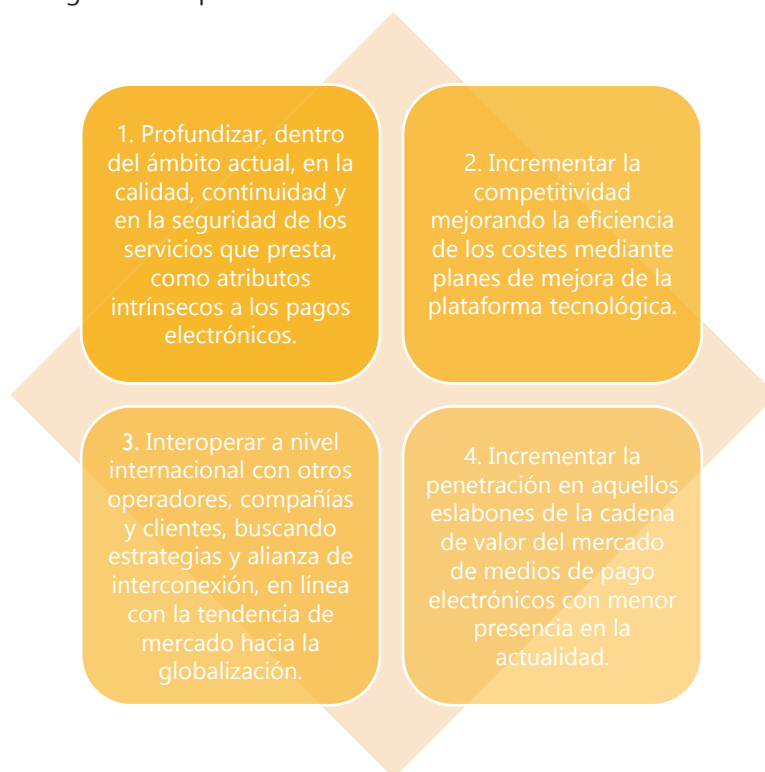 1. Profundizar, dentro
del ámbito actual, en la
calidad, continuidad y
en la seguridad de los
servicios que presta,
como atributos
intrínsecos a los pagos
electrónicos.
2. Incrementar la
competitividad
mejorando la eficiencia
de los costes mediante
planes de mejora de la
plataforma tecnológica.
3. Interoperar a nivel
internacional con otros
operadores, compañías
y clientes, buscando
estrategias y alianza de
interconexión, en línea
con la tendencia de
mercado hacia la
globalización.
4. Incrementar la
penetración en aquellos
eslabones de la cadena
de valor del mercado
de medios de pago
electrónicos con menor
presencia en la
actualidad.